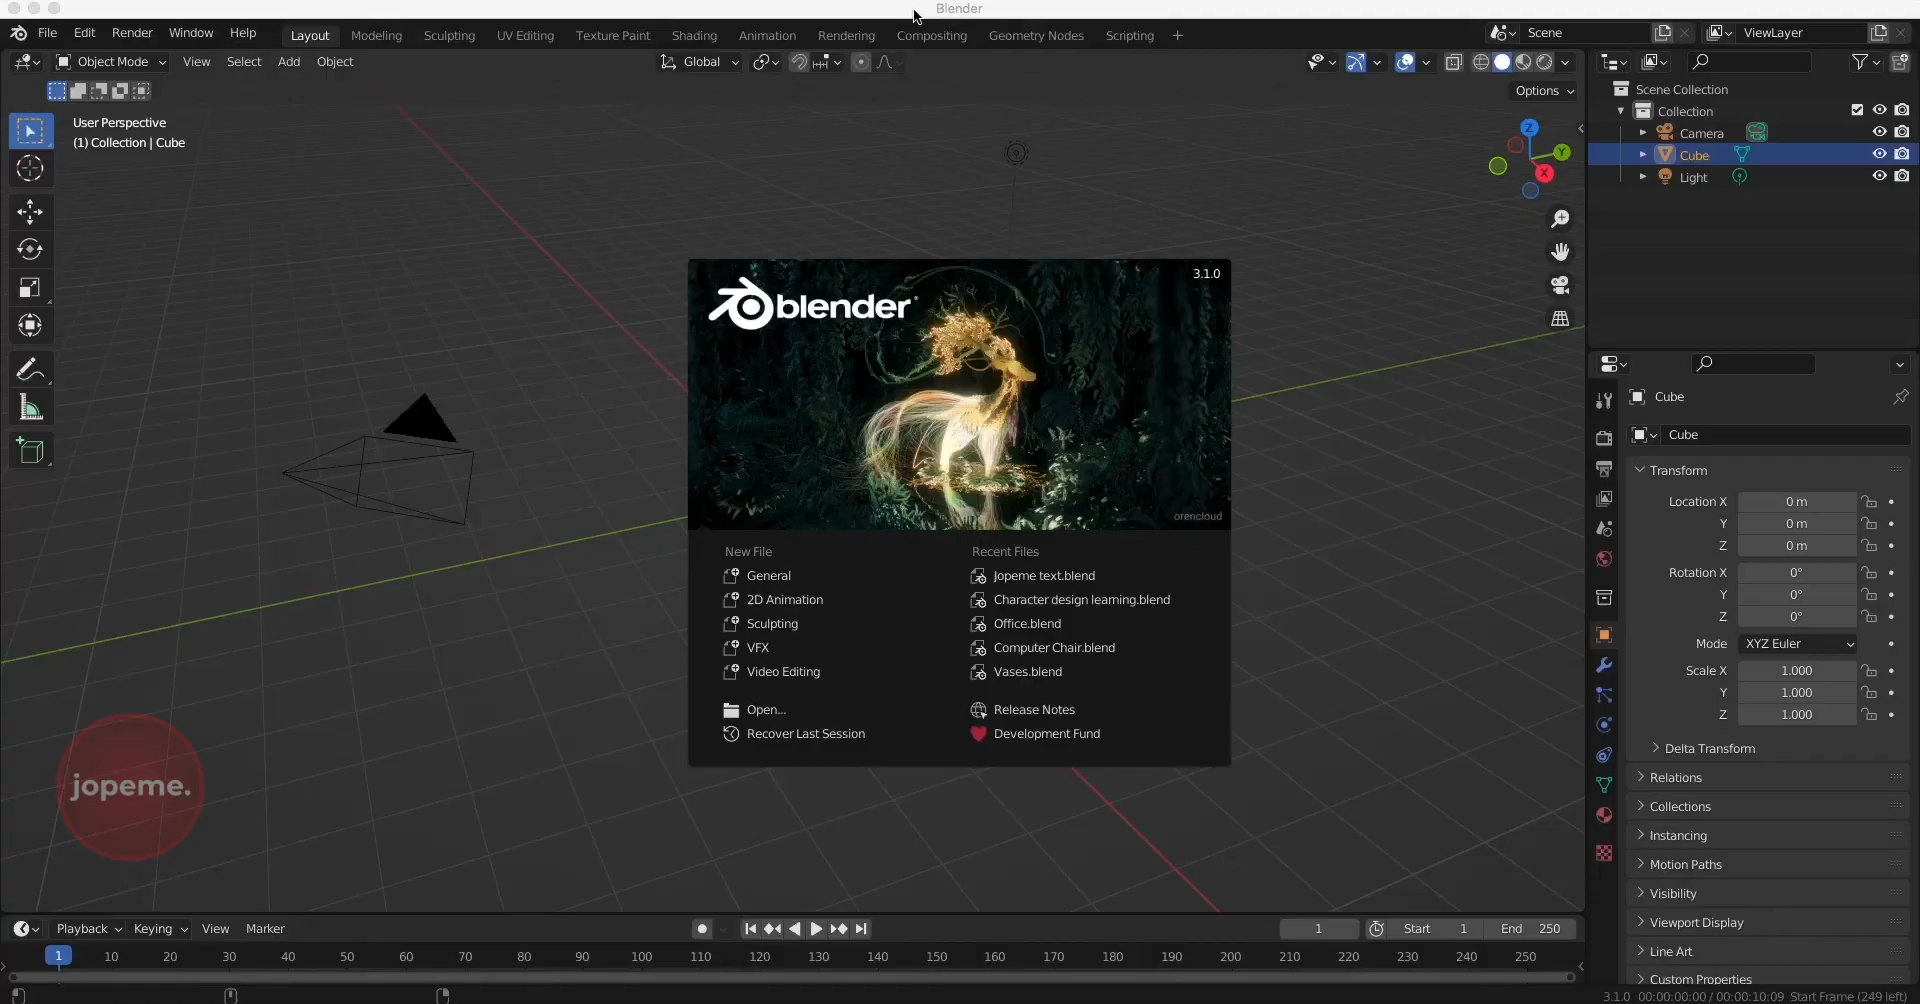 Blender
File Edit Render Window Help Layout Modeling Sculpting UV Editing Texture Paint Shading Animation Rendering Compositing Geometry Nodes Scripting + Scene ViewLayer
Object Mode View Select Add Object Global
Options
User Perspective
(1) Collection | Cube
Z
Y
X
Scene Collection
Collection
Camera
Cube
Light
blender
3.1.0
orencloud
New File
General
2D Animation
Sculpting
VFX
Video Editing
Open...
Recover Last Session
Recent Files
Jopeme text.blend
Character design learning.blend
Office.blend
Computer Chair.blend
Vases.blend
Release Notes
Development Fund
Cube
Cube
Transform
Location X 0 m
Y 0 m
Z 0 m
Rotation X 0°
Y 0°
Z 0°
Mode XYZ Euler
Scale X 1.000
Y 1.000
Z 1.000
Delta Transform
Relations
Collections
Instancing
Motion Paths
Visibility
Viewport Display
Line Art
Custom Properties
jopeme.
Playback Keying View Marker 1 Start 1 End 250
1 10 20 30 40 50 60 70 80 90 100 110 120 130 140 150 160 170 180 190 200 210 220 230 240 250
3.1.0 00:00:00:00 / 00:00:10:09 Start Frame (249 left)